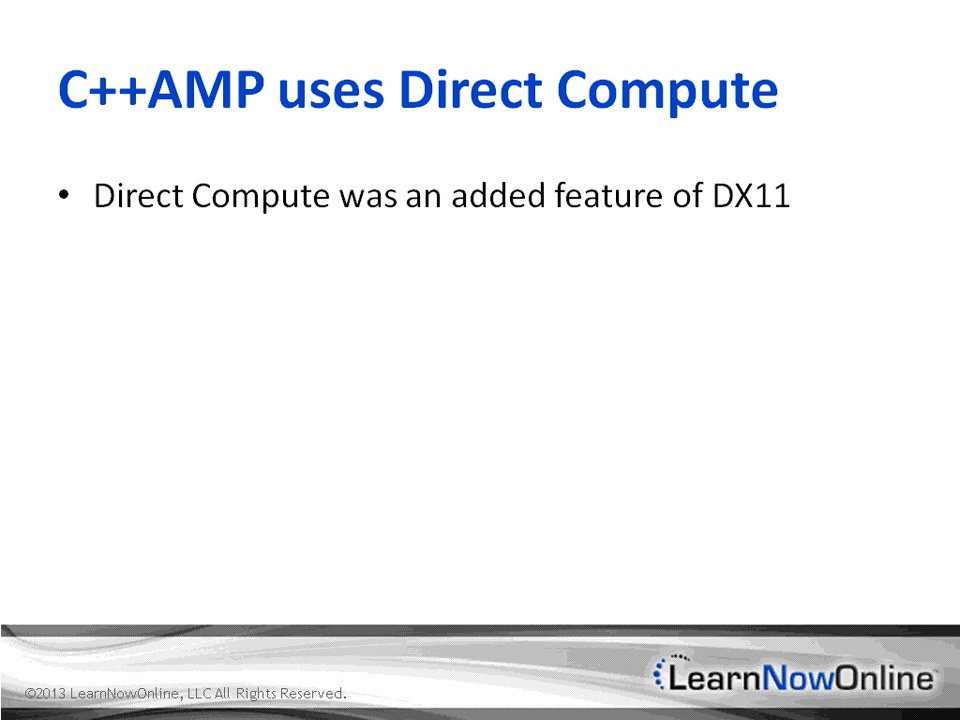 C++AMP uses Direct Compute
• Direct Compute was an added feature of DX11
©2013 LearnNowOnline, LLC All Rights Reserved.
LearnNowOnline